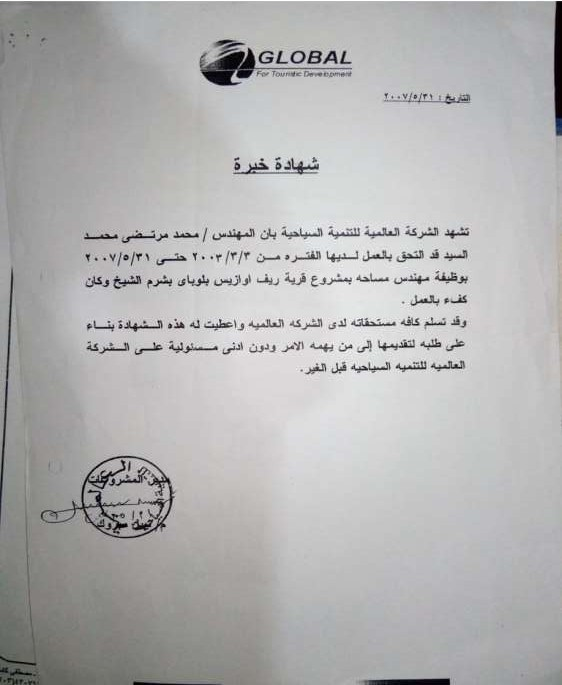 GLOBAL
For Touristic Development
التاريخ : ٢٠٠٧/٥/٣١
شهادة خبرة
تشهد الشركة العالمية للتنمية السياحية بان المهندس / محمد مرتضى محمد
السيد قد التحق بالعمل لديها الفتره من ٢٠٠٣/٣/٣ حتى ٢٠٠٧/٥/٣١
بوظيفة مهندس مساحه بمشروع قرية ريف اوازيس بلوباى بشرم الشيخ وكان
كفء بالعمل .
وقد تسلم كافه مستحقاته لدى الشركه العالميه واعطيت له هذه الشهادة بناء
على طلبه لتقديمها إلى من يهمه الامر ودون ادنى مسئولية على الشركة
العالميه للتنميه السياحيه قبل الغير.
المشروعات